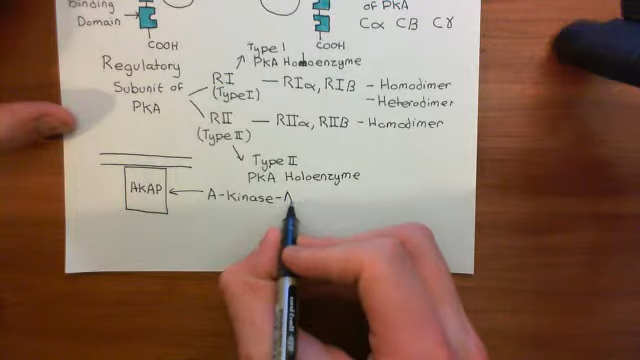 Binding
Domain
COOH
COOH
of PKA
Cα Cβ Cγ
Regulatory
Subunit of
PKA
Type I
PKA Holoenzyme
RI
(Type I)
RIα, RIβ - Homodimer
- Heterodimer
RII
(Type II)
RIIα, RIIβ - Homodimer
Type II
PKA Holoenzyme
AKAP
A-kinase-A